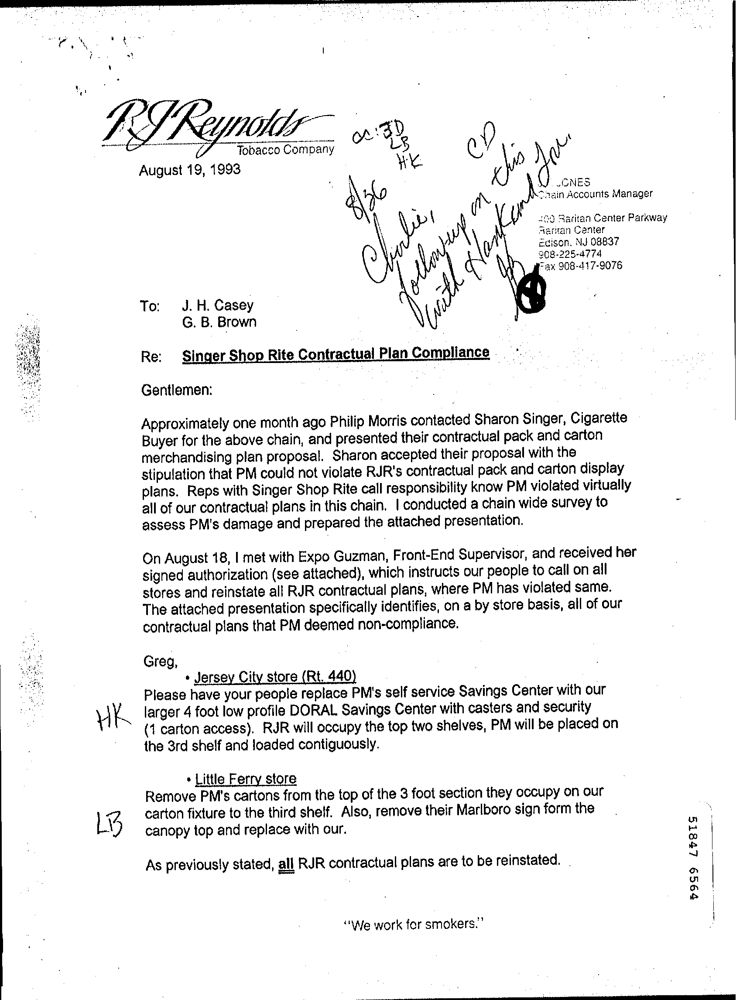 RJReynolds
Tobacco Company
August 19, 1993
cc: JD
LB
HK
CD
8/26
Charlie,
Follow-up on this
with Hank and Joe.
JB
JONES
Chain Accounts Manager
400 Raritan Center Parkway
Raritan Center
Edison, NJ 08837
908-225-4774
Fax 908-417-9076
To: J. H. Casey
G. B. Brown
Re: Singer Shop Rite Contractual Plan Compliance
Gentlemen:
Approximately one month ago Philip Morris contacted Sharon Singer, Cigarette
Buyer for the above chain, and presented their contractual pack and carton
merchandising plan proposal. Sharon accepted their proposal with the
stipulation that PM could not violate RJR's contractual pack and carton display
plans. Reps with Singer Shop Rite call responsibility know PM violated virtually
all of our contractual plans in this chain. I conducted a chain wide survey to
assess PM's damage and prepared the attached presentation.
On August 18, I met with Expo Guzman, Front-End Supervisor, and received her
signed authorization (see attached), which instructs our people to call on all
stores and reinstate all RJR contractual plans, where PM has violated same.
The attached presentation specifically identifies, on a by store basis, all of our
contractual plans that PM deemed non-compliance.
Greg,
• Jersey City store (Rt. 440)
Please have your people replace PM's self service Savings Center with our
HK larger 4 foot low profile DORAL Savings Center with casters and security
(1 carton access). RJR will occupy the top two shelves, PM will be placed on
the 3rd shelf and loaded contiguously.
• Little Ferry store
Remove PM's cartons from the top of the 3 foot section they occupy on our
LB carton fixture to the third shelf. Also, remove their Marlboro sign form the
canopy top and replace with our.
As previously stated, all RJR contractual plans are to be reinstated.
"We work for smokers."
51847 6564